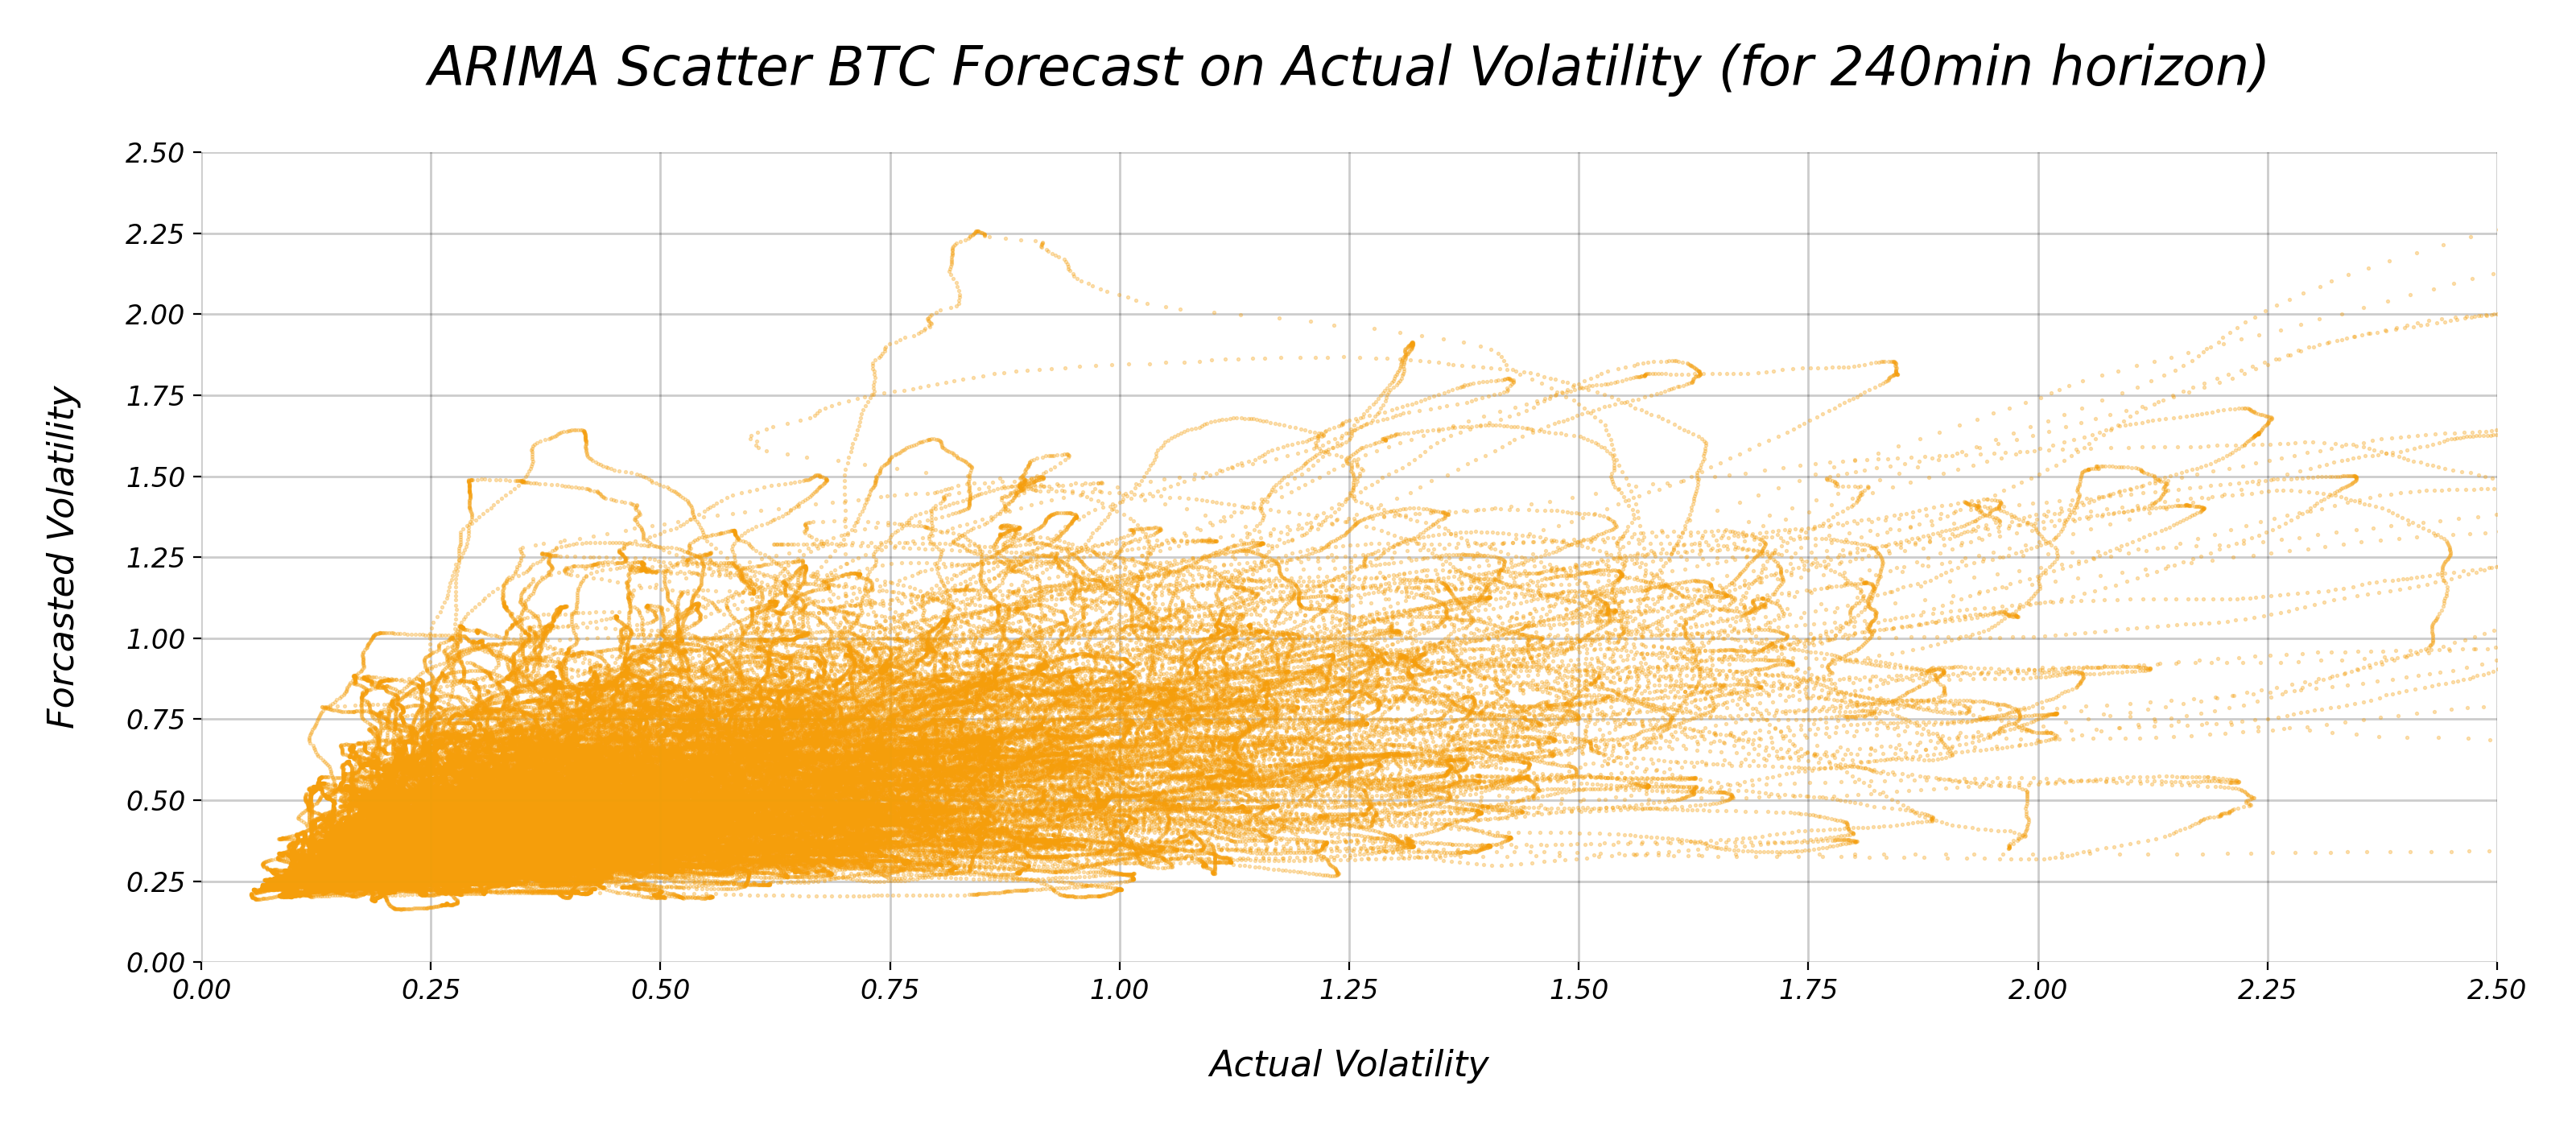 ARIMA Scatter BTC Forecast on Actual Volatility (for 240min horizon)
2.50
2.25
2.00
1.75
1.50
1.25
1.00
0.75
0.50
0.25
0.00
Forcasted Volatility
0.00 0.25 0.50 0.75 1.00 1.25 1.50 1.75 2.00 2.25 2.50
Actual Volatility